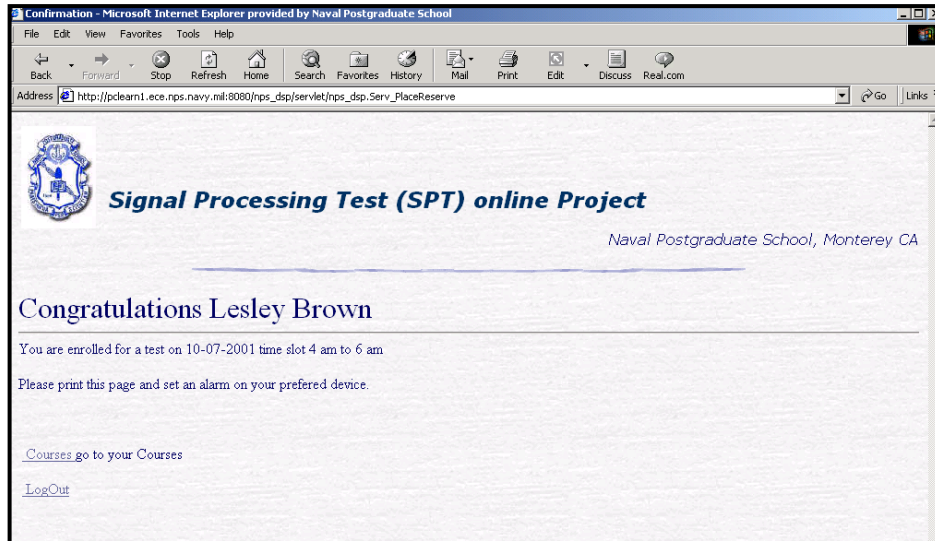 Confirmation - Microsoft Internet Explorer provided by Naval Postgraduate School
File Edit View Favorites Tools Help
Back Forward Stop Refresh Home Search Favorites History Mail Print Edit Discuss Real.com
Address http://pclearn1.ece.nps.navy.mil:8080/nps_dsp/servlet/nps_dsp.Serv_PlaceReserve Go Links
Signal Processing Test (SPT) online Project
Naval Postgraduate School, Monterey CA
Congratulations Lesley Brown
You are enrolled for a test on 10-07-2001 time slot 4 am to 6 am
Please print this page and set an alarm on your prefered device.
Courses go to your Courses
LogOut